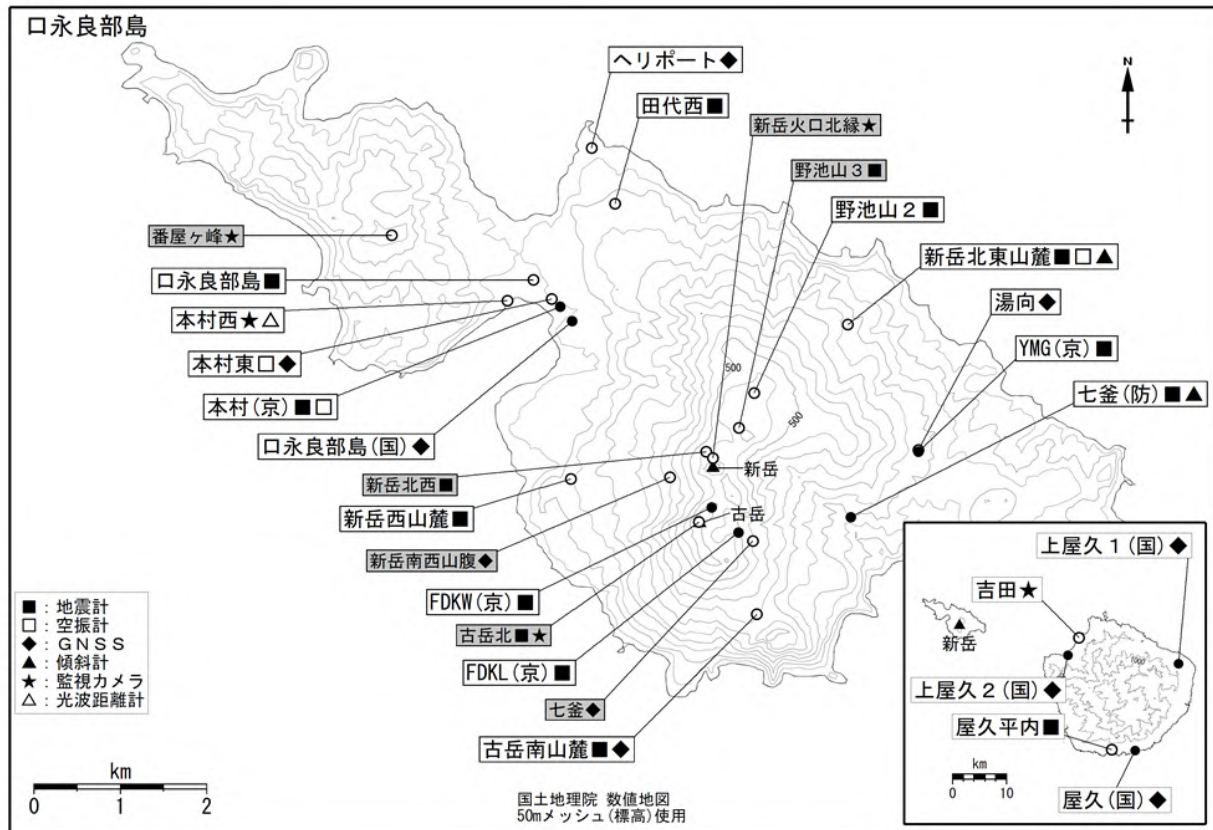 口永良部島
ヘリポート◆
田代西■
新岳火口北縁★
野池山3■
野池山2■
番屋ヶ峰★
新岳北東山麓■□▲
口永良部島■
湯向◆
本村西★△
YMG(京)■
本村東□◆
七釜(防)■▲
本村(京)■□
口永良部島(国)◆
500
500
新岳
新岳北西■
新岳西山麓■
古岳
新岳南西山腹◆
FDKW(京)■
古岳北■★
FDKL(京)■
七釜◆
古岳南山麓■◆
N
■:地震計
□:空振計
◆:GNSS
▲:傾斜計
★:監視カメラ
△:光波距離計
km
0 1 2
国土地理院 数値地図
50mメッシュ(標高)使用
上屋久1(国)◆
吉田★
新岳
1000
上屋久2(国)◆
屋久平内■
km
0 10
屋久(国)◆